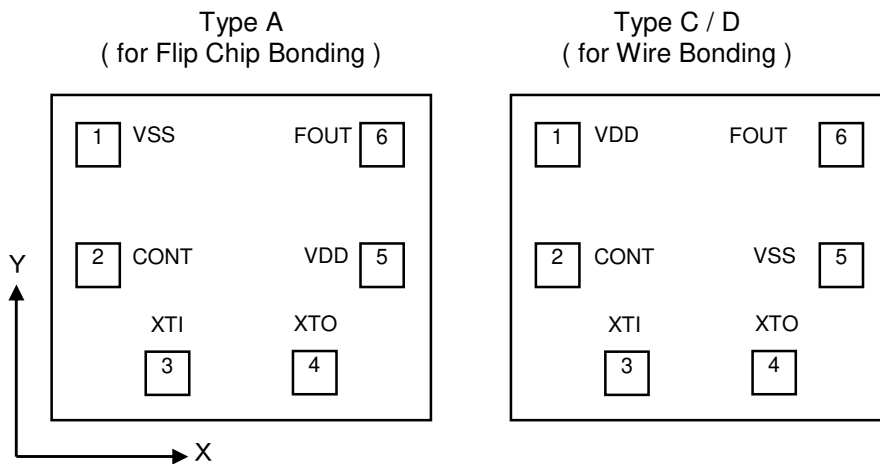 Type A
( for Flip Chip Bonding )
1 VSS
FOUT 6
2 CONT
VDD 5
XTI
XTO
3
4
Y
X
Type C / D
( for Wire Bonding )
1 VDD
FOUT 6
2 CONT
VSS 5
XTI
XTO
3
4